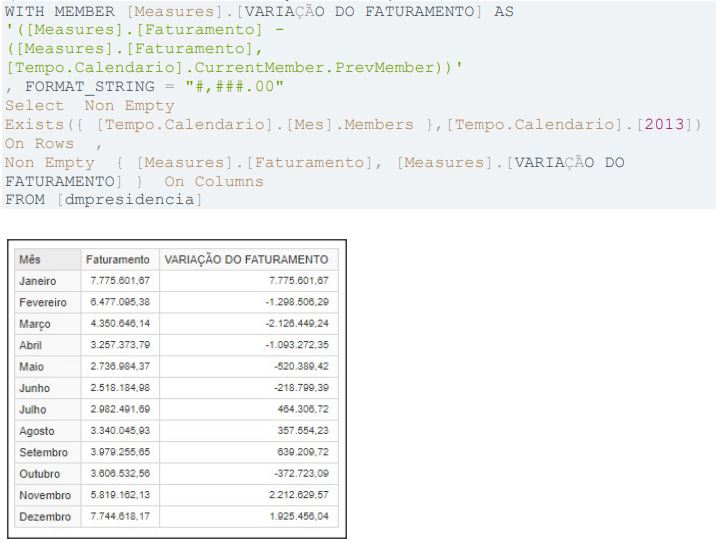 WITH MEMBER [Measures].[VARIAÇÃO DO FATURAMENTO] AS
'([Measures].[Faturamento] -
([Measures].[Faturamento],
[Tempo.Calendario].CurrentMember.PrevMember))'
, FORMAT_STRING = "#,###.00"
Select Non Empty
Exists({ [Tempo.Calendario].[Mes].Members },[Tempo.Calendario].[2013])
On Rows ,
Non Empty { [Measures].[Faturamento], [Measures].[VARIAÇÃO DO
FATURAMENTO] } On Columns
FROM [dmpresidencia]
Mês Faturamento VARIAÇÃO DO FATURAMENTO
Janeiro 7.775.601,67 7.775.601,67
Fevereiro 6.477.095,38 -1.298.506,29
Março 4.350.646,14 -2.126.449,24
Abril 3.257.373,79 -1.093.272,35
Maio 2.736.984,37 -520.389,42
Junho 2.518.184,98 -218.799,39
Julho 2.982.491,69 464.306,72
Agosto 3.340.045,93 357.554,23
Setembro 3.979.255,65 639.209,72
Outubro 3.606.532,56 -372.723,09
Novembro 5.819.162,13 2.212.629,57
Dezembro 7.744.618,17 1.925.456,04